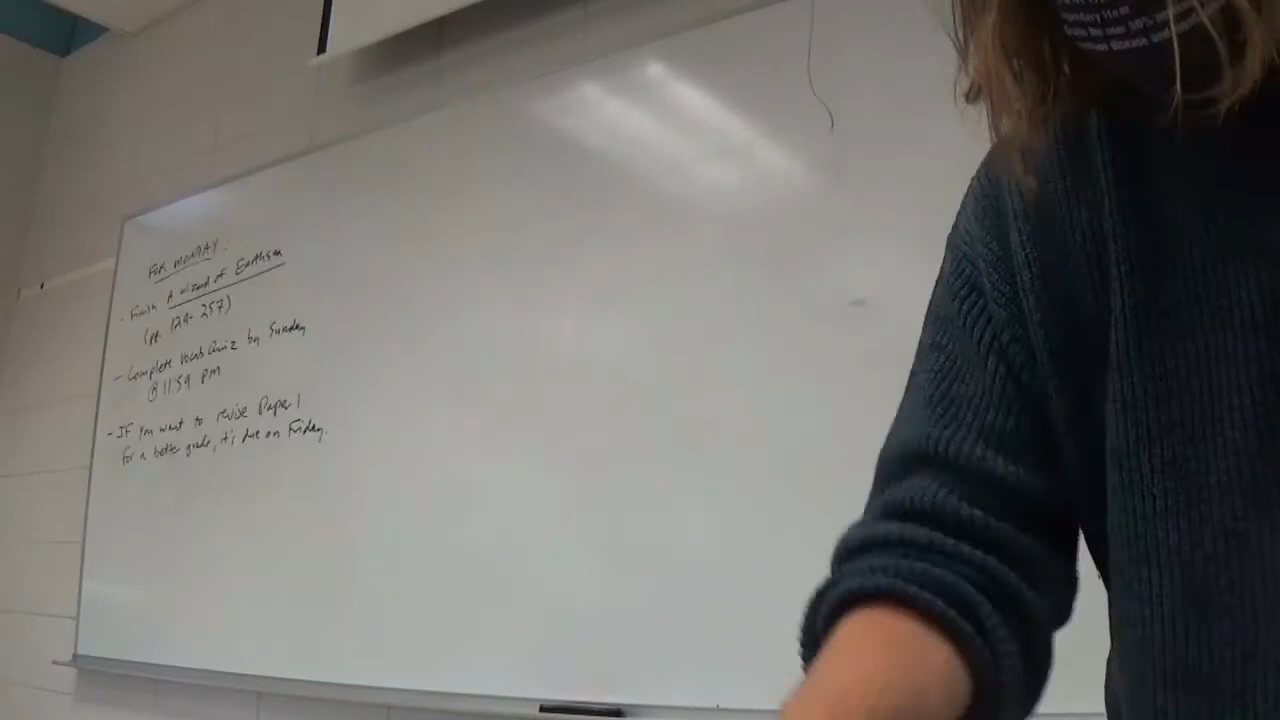 FOR MONDAY.
- Finish A Wizard of Earthsea
(pp. 129-257)
- Complete Vocab Quiz by Sunday
@ 11:59 pm
- IF you want to revise Paper 1
for a better grade, it's due on Friday.